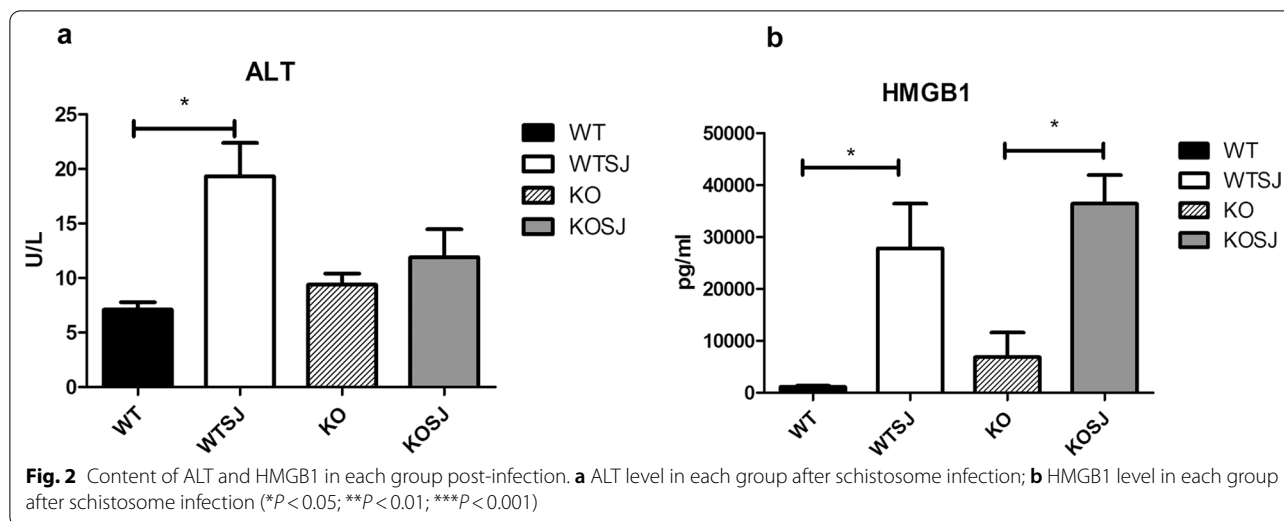 a
ALT
*
25
20
15
10
5
0
U/L
WT
WTSJ
KO
KOSJ
WT
WTSJ
KO
KOSJ
b
HMGB1
*
*
50000
40000
30000
20000
10000
0
pg/ml
WT
WTSJ
KO
KOSJ
WT
WTSJ
KO
KOSJ
Fig. 2 Content of ALT and HMGB1 in each group post-infection. a ALT level in each group after schistosome infection; b HMGB1 level in each group
after schistosome infection (*P < 0.05; **P < 0.01; ***P < 0.001)